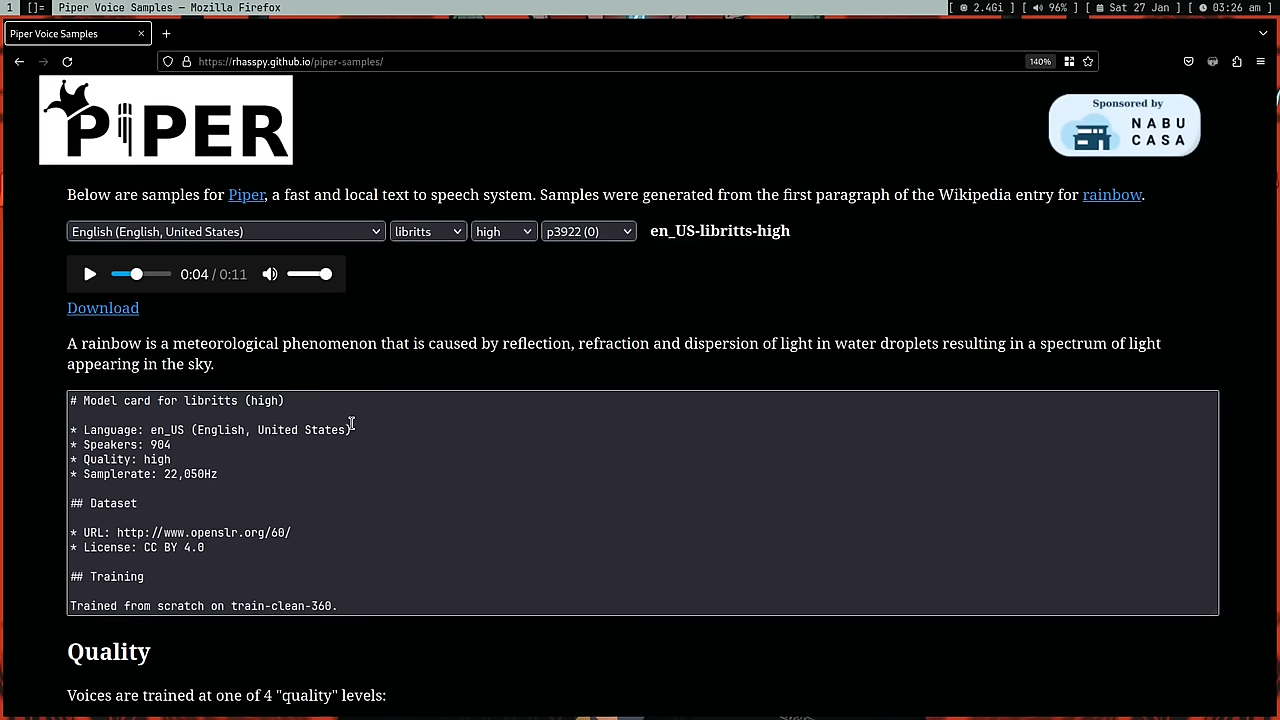 1 []= Piper Voice Samples — Mozilla Firefox [ 2.4Gi ] [ 96% ] [ Sat 27 Jan ] [ 03:26 am ]
Piper Voice Samples
https://rhasspy.github.io/piper-samples/ 140%
PIPER
Sponsored by
NABU
CASA
Below are samples for Piper, a fast and local text to speech system. Samples were generated from the first paragraph of the Wikipedia entry for rainbow.
English (English, United States) libritts high p3922 (0) en_US-libritts-high
0:04 / 0:11
Download
A rainbow is a meteorological phenomenon that is caused by reflection, refraction and dispersion of light in water droplets resulting in a spectrum of light
appearing in the sky.
# Model card for libritts (high)
* Language: en_US (English, United States)
* Speakers: 904
* Quality: high
* Samplerate: 22,050Hz
## Dataset
* URL: http://www.openslr.org/60/
* License: CC BY 4.0
## Training
Trained from scratch on train-clean-360.
Quality
Voices are trained at one of 4 "quality" levels: